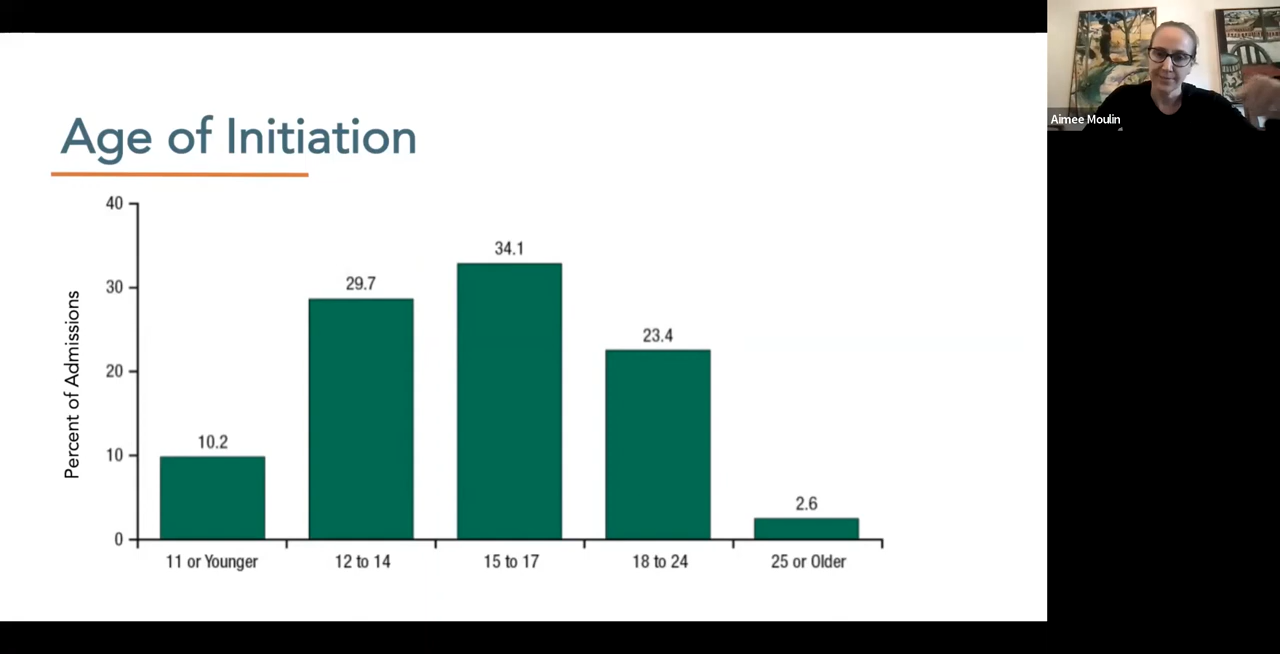 Age of Initiation
Aimee Moulin
Percent of Admissions
40
30
20
10
0
10.2
29.7
34.1
23.4
2.6
11 or Younger
12 to 14
15 to 17
18 to 24
25 or Older